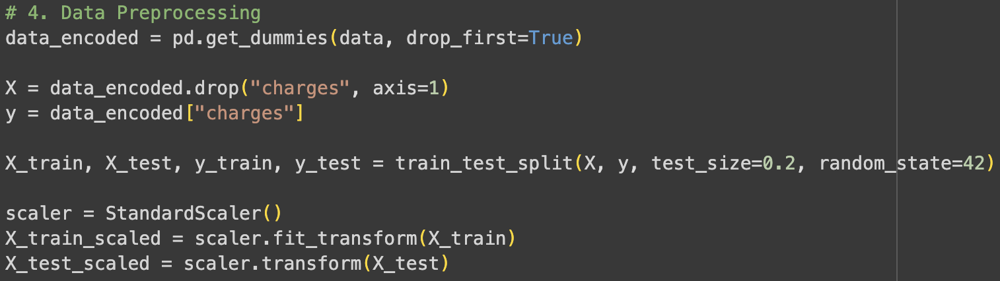 # 4. Data Preprocessing
data_encoded = pd.get_dummies(data, drop_first=True)
X = data_encoded.drop("charges", axis=1)
y = data_encoded["charges"]
X_train, X_test, y_train, y_test = train_test_split(X, y, test_size=0.2, random_state=42)
scaler = StandardScaler()
X_train_scaled = scaler.fit_transform(X_train)
X_test_scaled = scaler.transform(X_test)